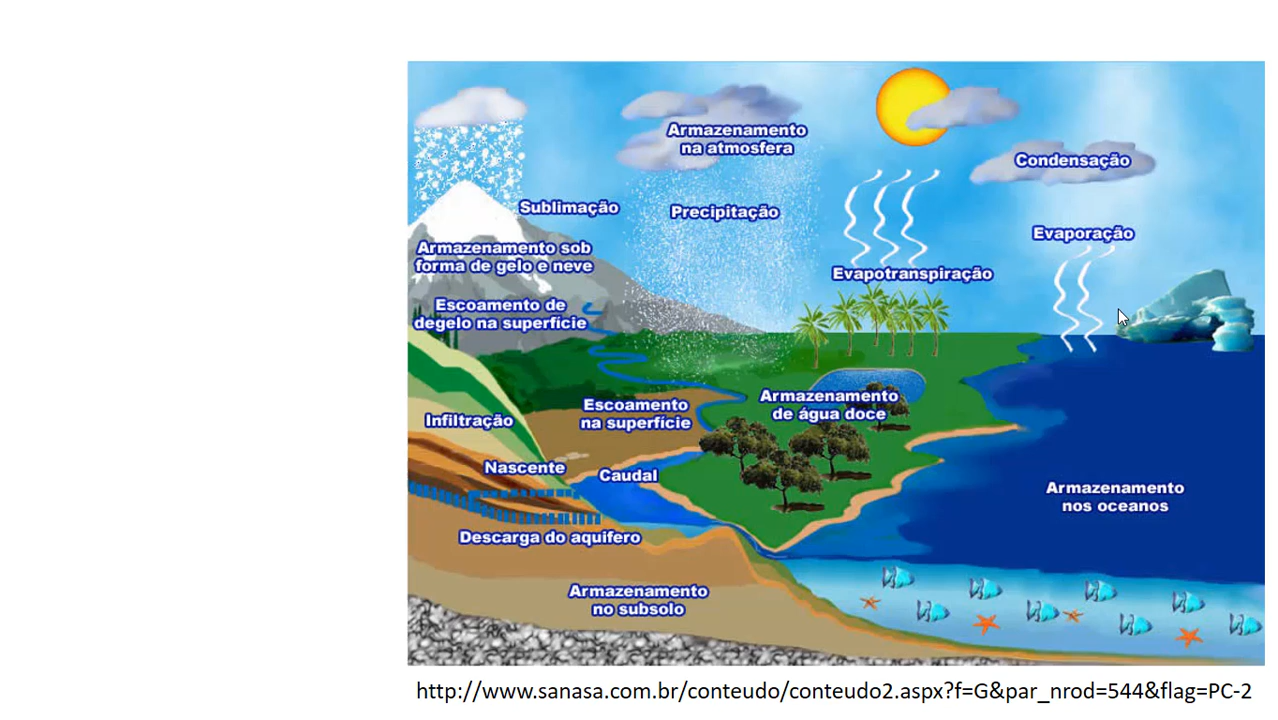 Armazenamento
na atmosfera
Condensação
Sublimação
Precipitação
Evaporação
Armazenamento sob
forma de gelo e neve
Evapotranspiração
Escoamento de
degelo na superfície
Armazenamento
de água doce
Escoamento
na superfície
Infiltração
Nascente
Caudal
Armazenamento
nos oceanos
Descarga do aquifero
Armazenamento
no subsolo
http://www.sanasa.com.br/conteudo/conteudo2.aspx?f=G&par_nrod=544&flag=PC-2